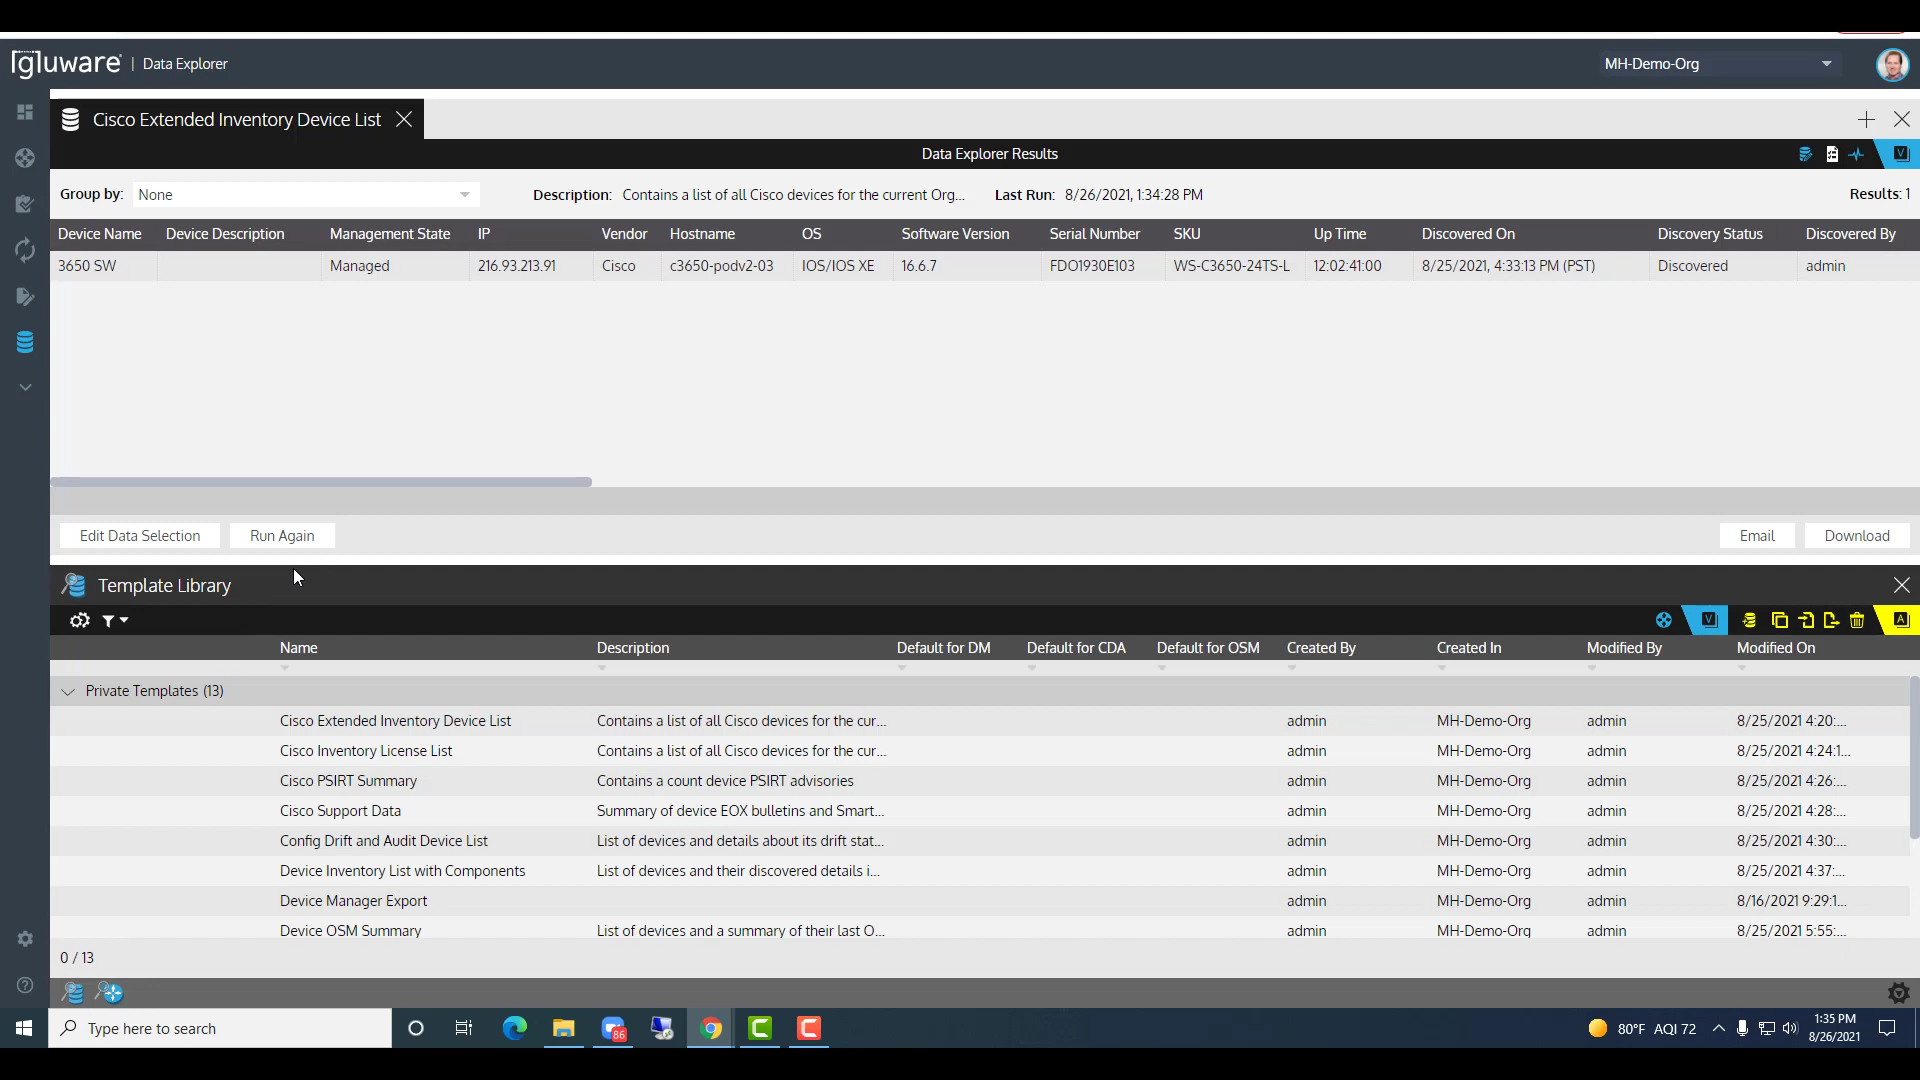 [gluware | Data Explorer MH-Demo-Org
Cisco Extended Inventory Device List
Data Explorer Results V
Group by: None Description: Contains a list of all Cisco devices for the current Org... Last Run: 8/26/2021, 1:34:28 PM Results: 1
Device Name Device Description Management State IP Vendor Hostname OS Software Version Serial Number SKU Up Time Discovered On Discovery Status Discovered By
3650 SW Managed 216.93.213.91 Cisco c3650-podv2-03 IOS/IOS XE 16.6.7 FDO1930E103 WS-C3650-24TS-L 12:02:41:00 8/25/2021, 4:33:13 PM (PST) Discovered admin
Edit Data Selection Run Again Email Download
Template Library
V A
Name Description Default for DM Default for CDA Default for OSM Created By Created In Modified By Modified On
Private Templates (13)
Cisco Extended Inventory Device List Contains a list of all Cisco devices for the cur... admin MH-Demo-Org admin 8/25/2021 4:20:...
Cisco Inventory License List Contains a list of all Cisco devices for the cur... admin MH-Demo-Org admin 8/25/2021 4:24:1...
Cisco PSIRT Summary Contains a count device PSIRT advisories admin MH-Demo-Org admin 8/25/2021 4:26:...
Cisco Support Data Summary of device EOX bulletins and Smart... admin MH-Demo-Org admin 8/25/2021 4:28:...
Config Drift and Audit Device List List of devices and details about its drift stat... admin MH-Demo-Org admin 8/25/2021 4:30:...
Device Inventory List with Components List of devices and their discovered details i... admin MH-Demo-Org admin 8/25/2021 4:37:...
Device Manager Export admin MH-Demo-Org admin 8/16/2021 9:29:1...
Device OSM Summary List of devices and a summary of their last O... admin MH-Demo-Org admin 8/25/2021 5:55:...
0 / 13
Type here to search 86 80°F AQI 72 1:35 PM
8/26/2021